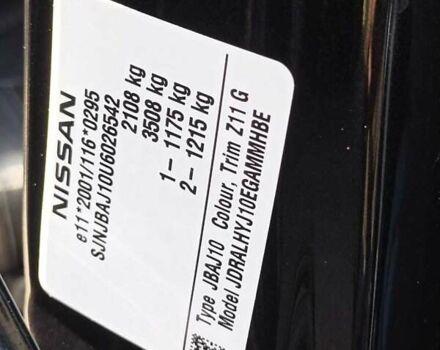 NISSAN
e11*2001/116*0295
SJNJBAJ10U6026542
2108 kg
3508 kg
1- 1175 kg
2- 1215 kg
Type JBAJ10 Colour, Trim Z11 G
Model JDRALHYJ10EGAMMMBE